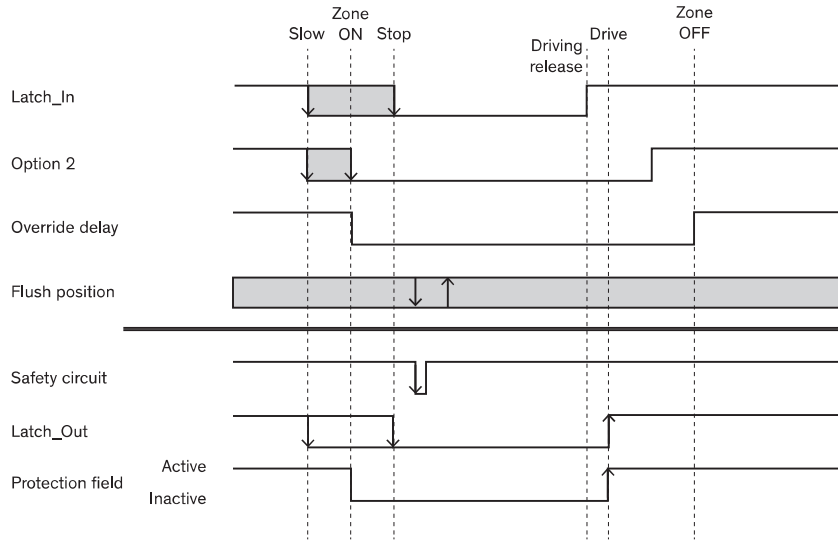 Slow
Zone
ON
Stop
Driving
release
Drive
Zone
OFF
Latch_In
Option 2
Override delay
Flush position
Safety circuit
Latch_Out
Protection field
Active
Inactive